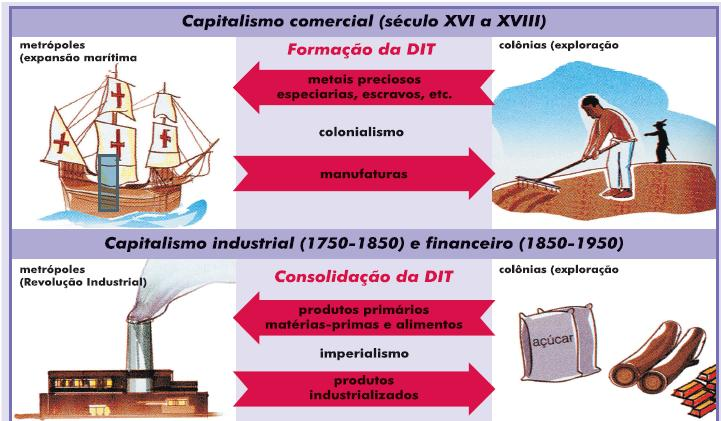 Capitalismo comercial (século XVI a XVIII)
metrópoles
(expansão marítima
Formação da DIT
colônias (exploração
metais preciosos
especiarias, escravos, etc.
colonialismo
manufaturas
Capitalismo industrial (1750-1850) e financeiro (1850-1950)
metrópoles
(Revolução Industrial)
Consolidação da DIT
colônias (exploração
produtos primários
matérias-primas e alimentos
imperialismo
produtos
industrializados
açúcar